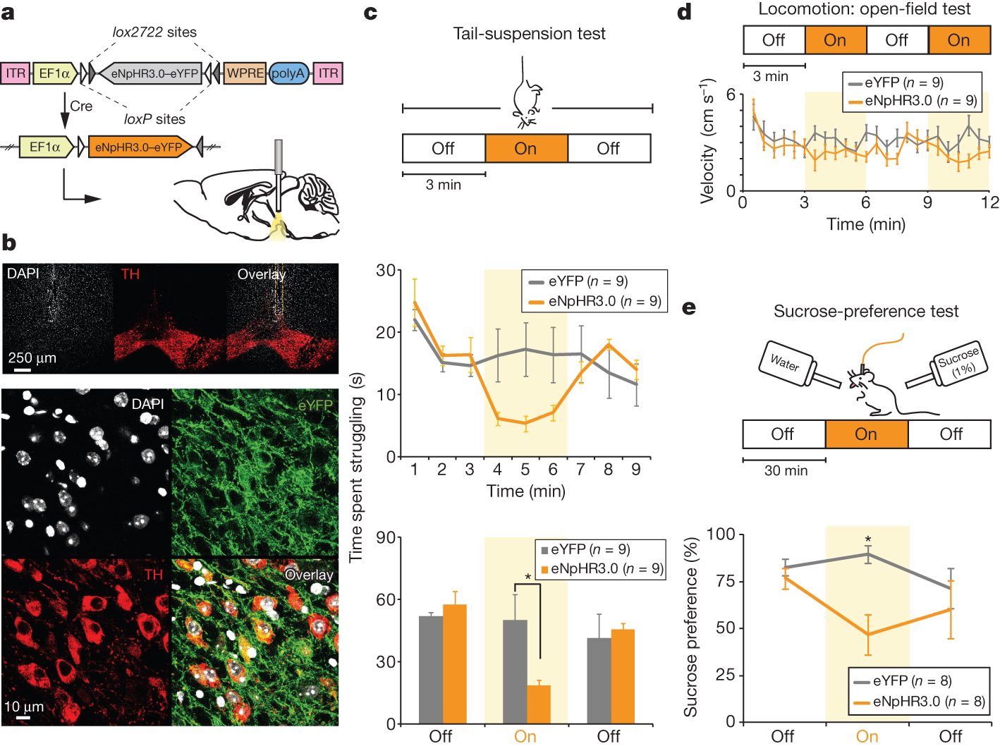 a
lox2722 sites
ITR
EF1α
eNpHR3.0–eYFP
WPRE
polyA
ITR
Cre
loxP sites
EF1α
eNpHR3.0–eYFP
b
DAPI
TH
Overlay
250 µm
DAPI
eYFP
TH
Overlay
10 µm
c
Tail-suspension test
Off
On
Off
3 min
Time spent struggling (s)
30
20
10
0
eYFP (n = 9)
eNpHR3.0 (n = 9)
1 2 3 4 5 6 7 8 9
Time (min)
90
60
30
0
eYFP (n = 9)
eNpHR3.0 (n = 9)
*
Off
On
Off
d
Locomotion: open-field test
Off
On
Off
On
3 min
eYFP (n = 9)
eNpHR3.0 (n = 9)
Velocity (cm s–1)
6
0
0 3 6 9 12
Time (min)
e
Sucrose-preference test
Water
Sucrose
(1%)
Off
On
Off
30 min
Sucrose preference (%)
100
75
50
25
0
*
eYFP (n = 8)
eNpHR3.0 (n = 8)
Off
On
Off